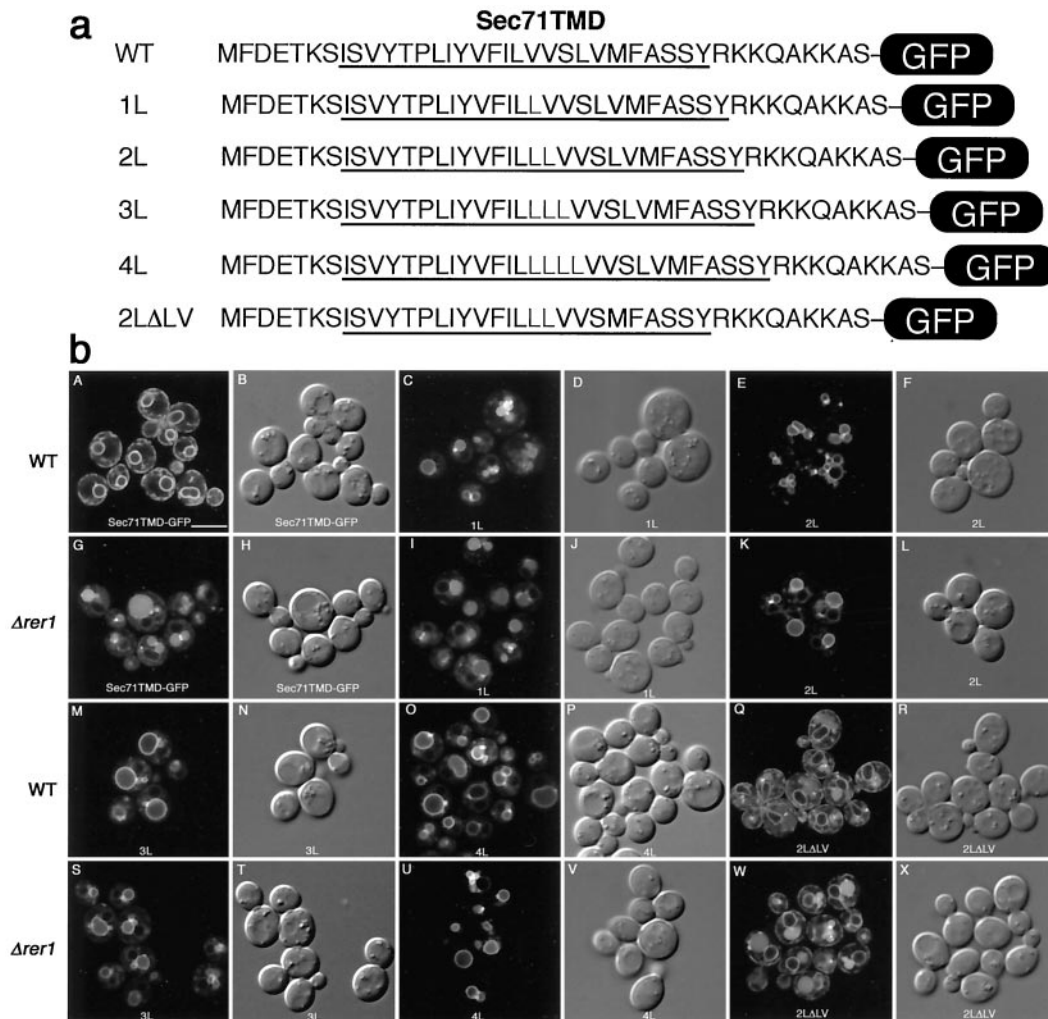 a
Sec71TMD
WT MFDETKSISVYTPLIYVFILVVSLVMFASSYRKKQAKKAS–GFP
1L MFDETKSISVYTPLIYVFILLVVSLVMFASSYRKKQAKKAS–GFP
2L MFDETKSISVYTPLIYVFILLLVVSLVMFASSYRKKQAKKAS–GFP
3L MFDETKSISVYTPLIYVFILLLLVVSLVMFASSYRKKQAKKAS–GFP
4L MFDETKSISVYTPLIYVFILLLLLVVSLVMFASSYRKKQAKKAS–GFP
2LΔLV MFDETKSISVYTPLIYVFILLLVVSMFASSYRKKQAKKAS–GFP
b
A B C D E F
WT
Sec71TMD-GFP Sec71TMD-GFP 1L 1L 2L 2L
G H I J K L
Δrer1
Sec71TMD-GFP Sec71TMD-GFP 1L 1L 2L 2L
M N O P Q R
WT
3L 3L 4L 4L 2LΔLV 2LΔLV
S T U V W X
Δrer1
3L 3L 4L 4L 2LΔLV 2LΔLV